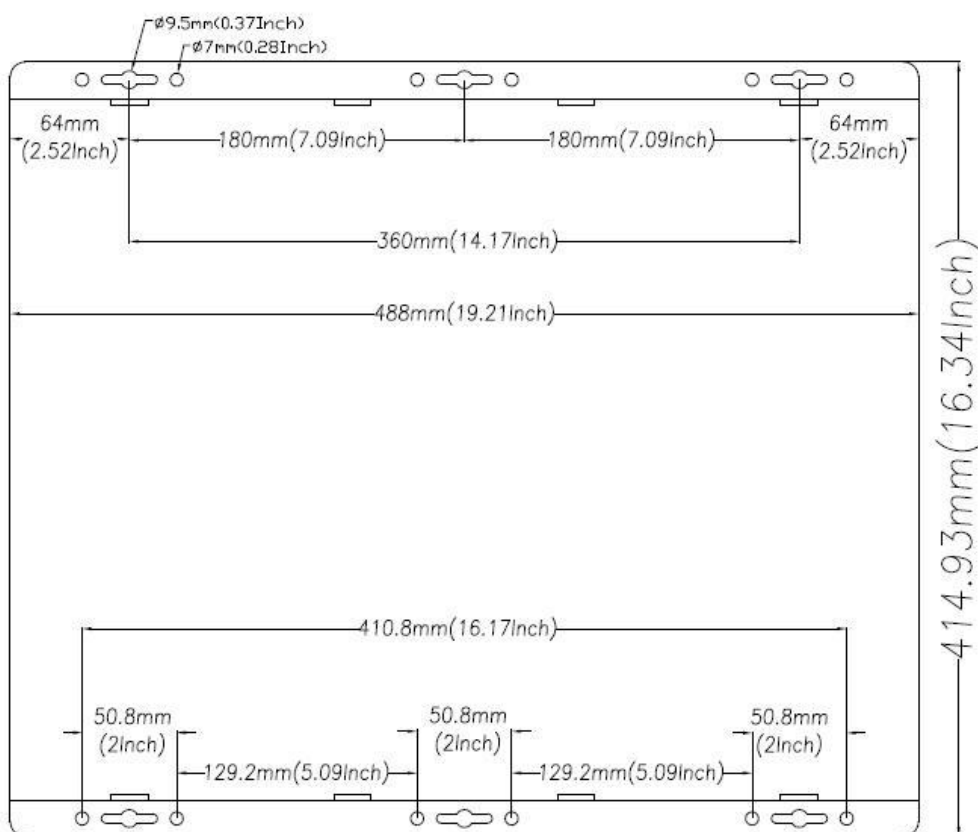 ø9.5mm(0.37Inch)
ø7mm(0.28Inch)
64mm
(2.52Inch)
180mm(7.09Inch)
180mm(7.09Inch)
64mm
(2.52Inch)
360mm(14.17Inch)
488mm(19.21Inch)
414.93mm(16.34Inch)
410.8mm(16.17Inch)
50.8mm
(2Inch)
50.8mm
(2Inch)
50.8mm
(2Inch)
129.2mm(5.09Inch)
129.2mm(5.09Inch)